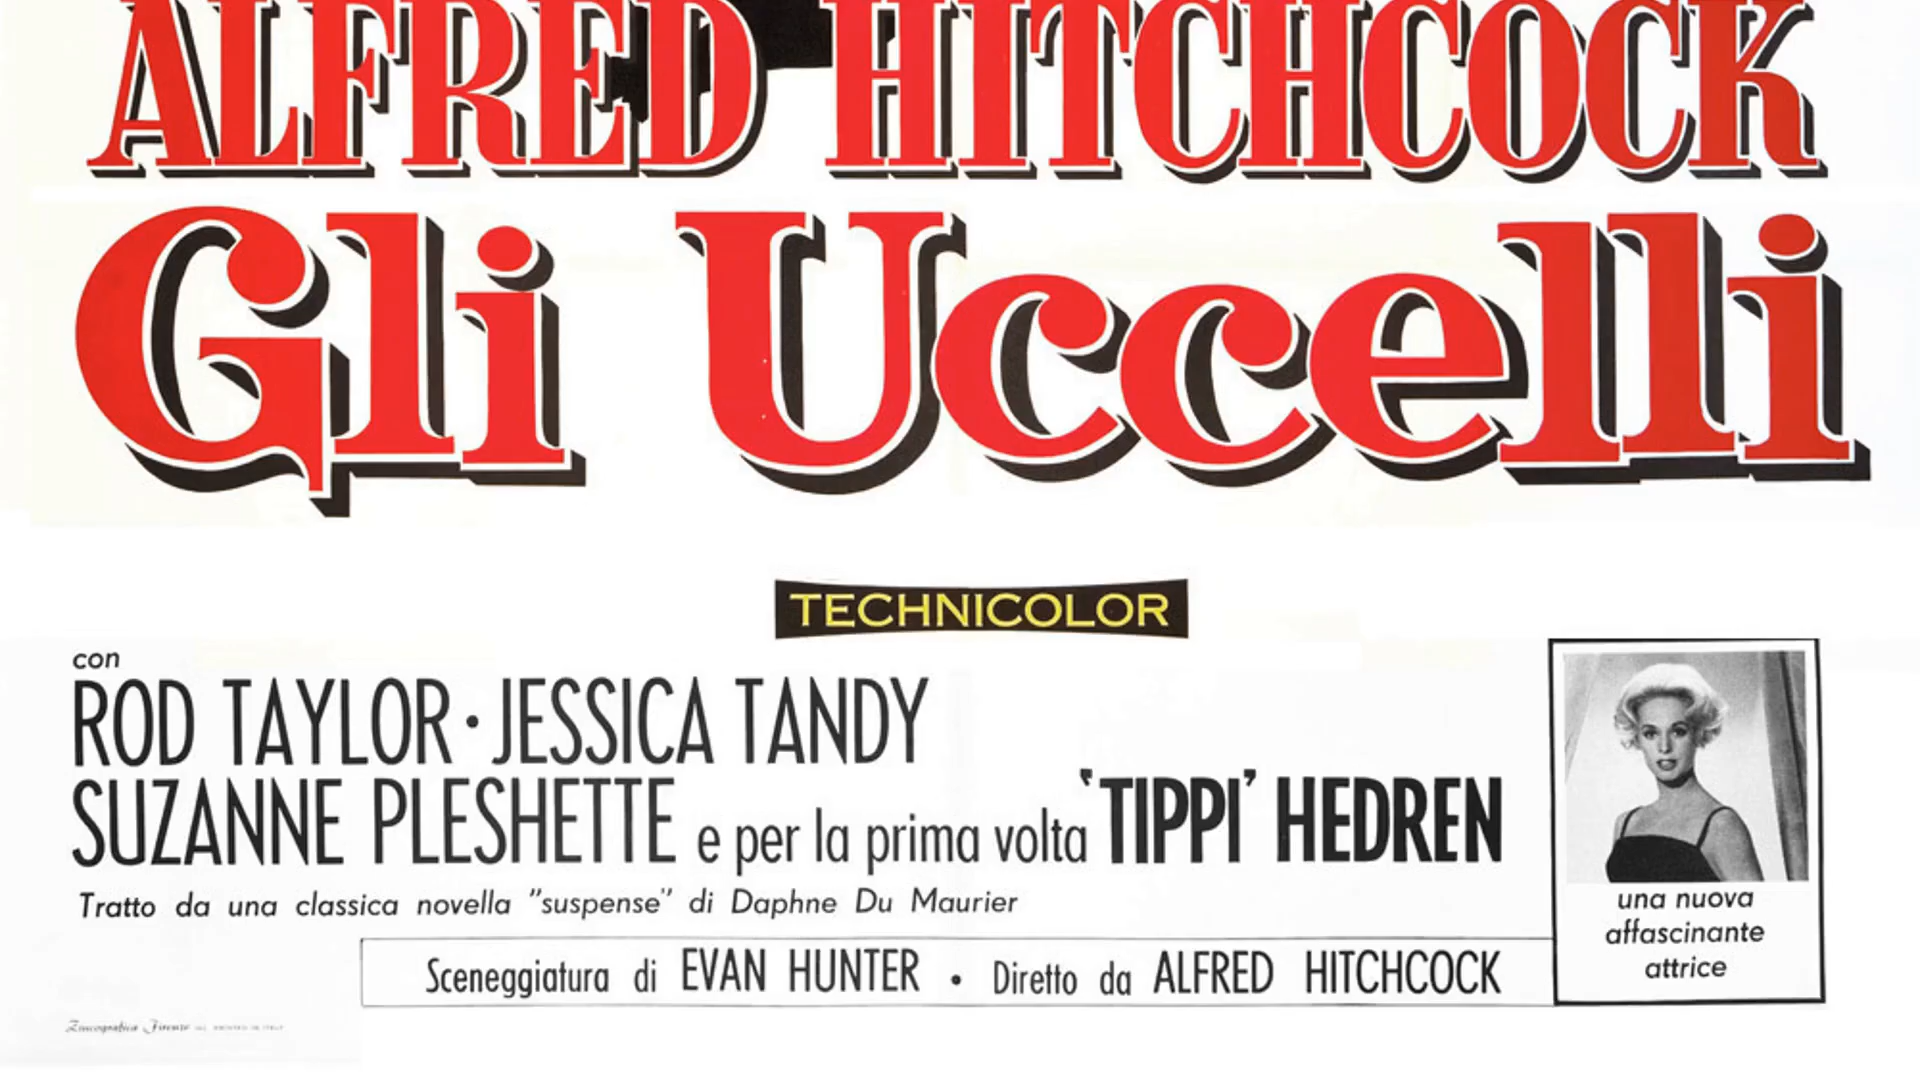 ALFRED HITCHCOCK
Gli Uccelli
TECHNICOLOR
con
ROD TAYLOR • JESSICA TANDY
SUZANNE PLESHETTE e per la prima volta 'TIPPI' HEDREN
Tratto da una classica novella "suspense" di Daphne Du Maurier
Sceneggiatura di EVAN HUNTER • Diretto da ALFRED HITCHCOCK
una nuova
affascinante
attrice
Zincografica Firenze